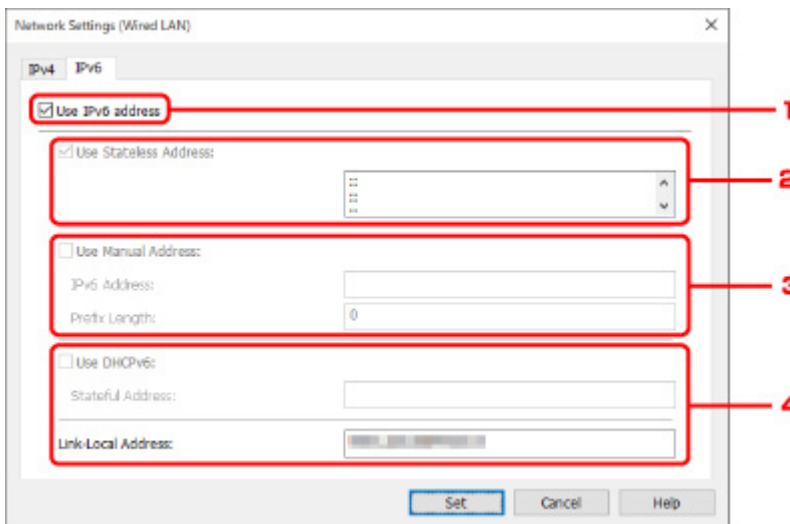 Network Settings (Wired LAN)
IPv4 IPv6
Use IPv6 address
1
Use Stateless Address:
::
::
::
2
Use Manual Address:
IPv6 Address:
3
Prefix Length: 0
Use DHCPv6:
Stateful Address:
4
Link-Local Address:
Set Cancel Help